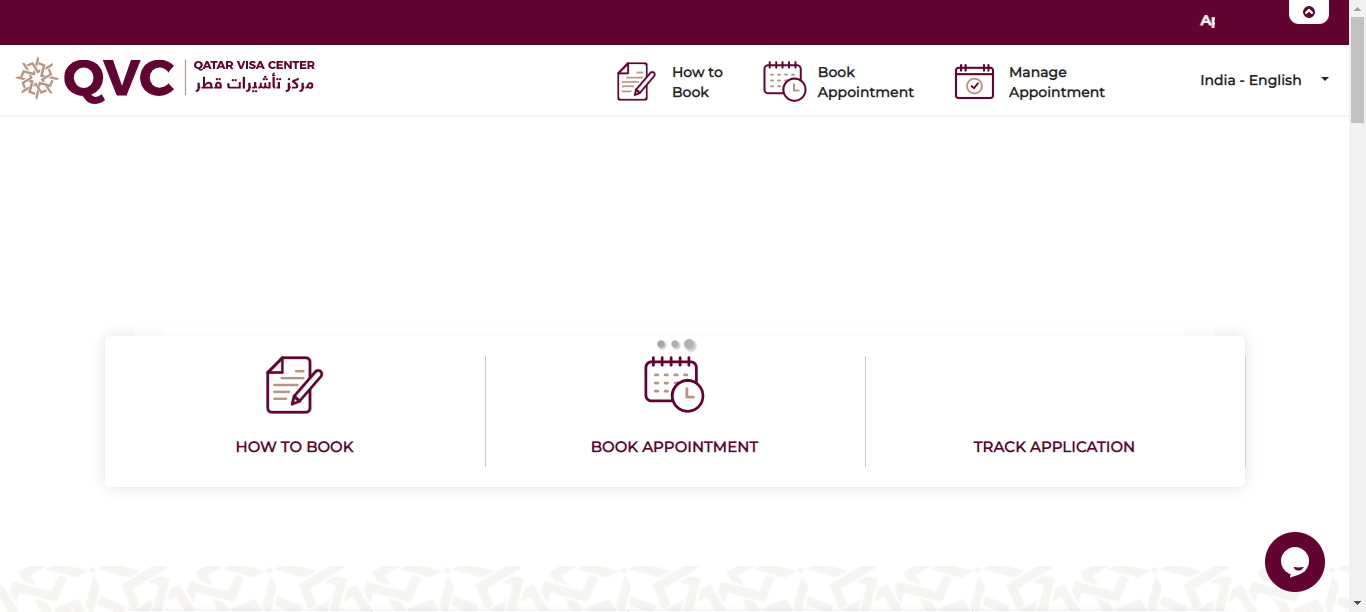 QVC
QATAR VISA CENTER
مركز تأشيرات قطر
How to
Book
Book
Appointment
Manage
Appointment
India - English
HOW TO BOOK
BOOK APPOINTMENT
TRACK APPLICATION